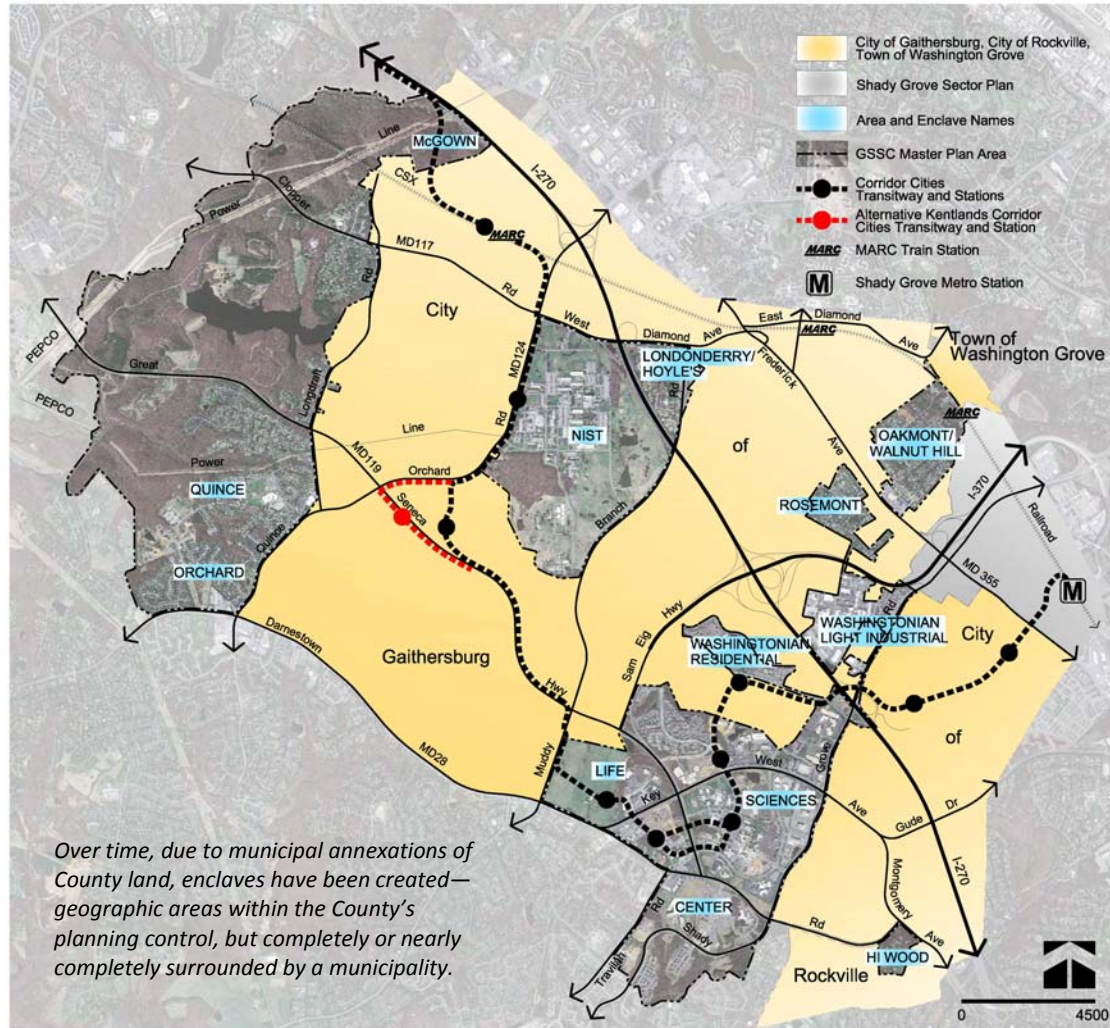 City of Gaithersburg, City of Rockville,
Town of Washington Grove
Shady Grove Sector Plan
Area and Enclave Names
GSSC Master Plan Area
Corridor Cities
Transitway and Stations
Alternative Kentlands Corridor
Cities Transitway and Station
MARC
MARC Train Station
M
Shady Grove Metro Station
McGOWN
Line
Power
Clopper
CSX
I-270
MARC
MD117
Rd
Rd
City
West
Diamond
Ave
East
Diamond
Ave
MARC
Town of
Washington Grove
PEPCO
PEPCO
Great
Longdraft
MD124
Rd
LONDONDERRY/
HOYLE'S
Rd
Frederick
Ave
NIST
of
MARC
OAKMONT/
WALNUT HILL
Line
Power
MD119
Orchard
Seneca
QUINCE
ORCHARD
Quince
Branch
ROSEMONT
I-370
Railroad
MD 355
M
Rd
WASHINGTONIAN
LIGHT INDUSTRIAL
City
Hwy
Eig
Sam
WASHINGTONIAN
RESIDENTIAL
Darnestown
Gaithersburg
Hwy
MD28
Muddy
LIFE
Key
West
SCIENCES
Grove
Ave
of
Gude
Dr
Montgomery
Ave
I-270
CENTER
Rd
Shady
Travilah
Rd
HI WOOD
Rockville
Over time, due to municipal annexations of
County land, enclaves have been created—
geographic areas within the County's
planning control, but completely or nearly
completely surrounded by a municipality.
0
4500